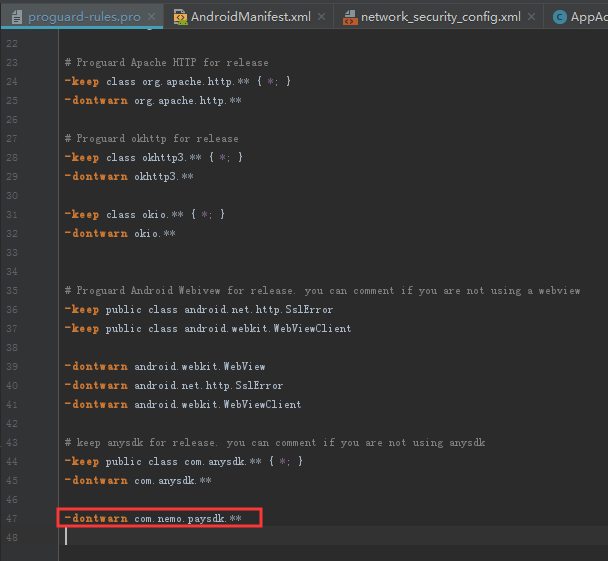 proguard-rules.pro AndroidManifest.xml network_security_config.xml AppAc
22
23 # Proguard Apache HTTP for release
24 -keep class org.apache.http.** { *; }
25 -dontwarn org.apache.http.**
26
27 # Proguard okhttp for release
28 -keep class okhttp3.** { *; }
29 -dontwarn okhttp3.**
30
31 -keep class okio.** { *; }
32 -dontwarn okio.**
33
34
35 # Proguard Android Webivew for release. you can comment if you are not using a webview
36 -keep public class android.net.http.SslError
37 -keep public class android.webkit.WebViewClient
38
39 -dontwarn android.webkit.WebView
40 -dontwarn android.net.http.SslError
41 -dontwarn android.webkit.WebViewClient
42
43 # keep anysdk for release. you can comment if you are not using anysdk
44 -keep public class com.anysdk.** { *; }
45 -dontwarn com.anysdk.**
46
47 -dontwarn com.nemo.paysdk.**
48